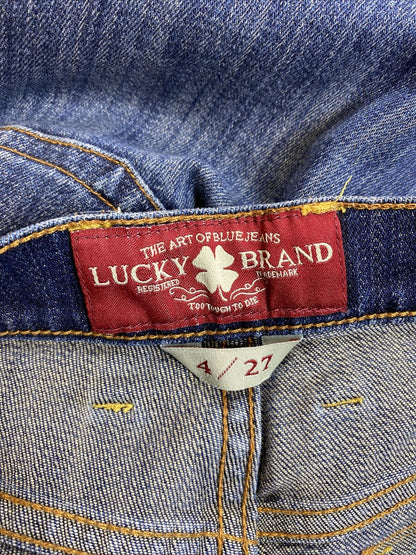 THE ART OF BLUE JEANS
LUCKY BRAND
REGISTERED TRADEMARK
TOO TOUGH TO DIE
4/27